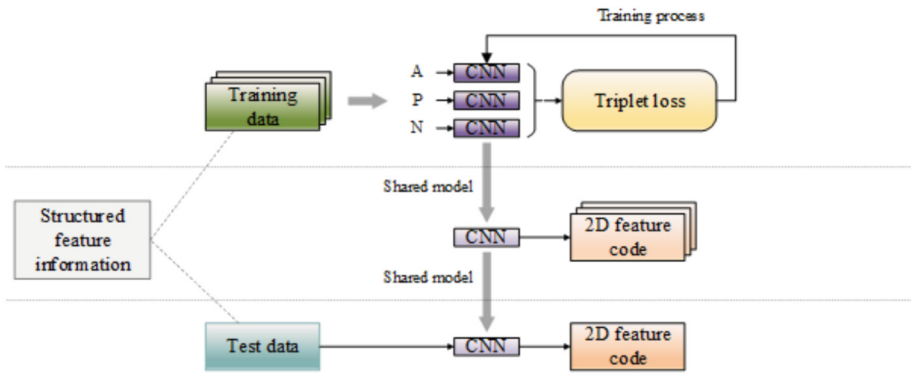 Training process
A
CNN
Training
data
P
CNN
Triplet loss
N
CNN
Shared model
Structured
feature
information
CNN
2D feature
code
Shared model
Test data
CNN
2D feature
code